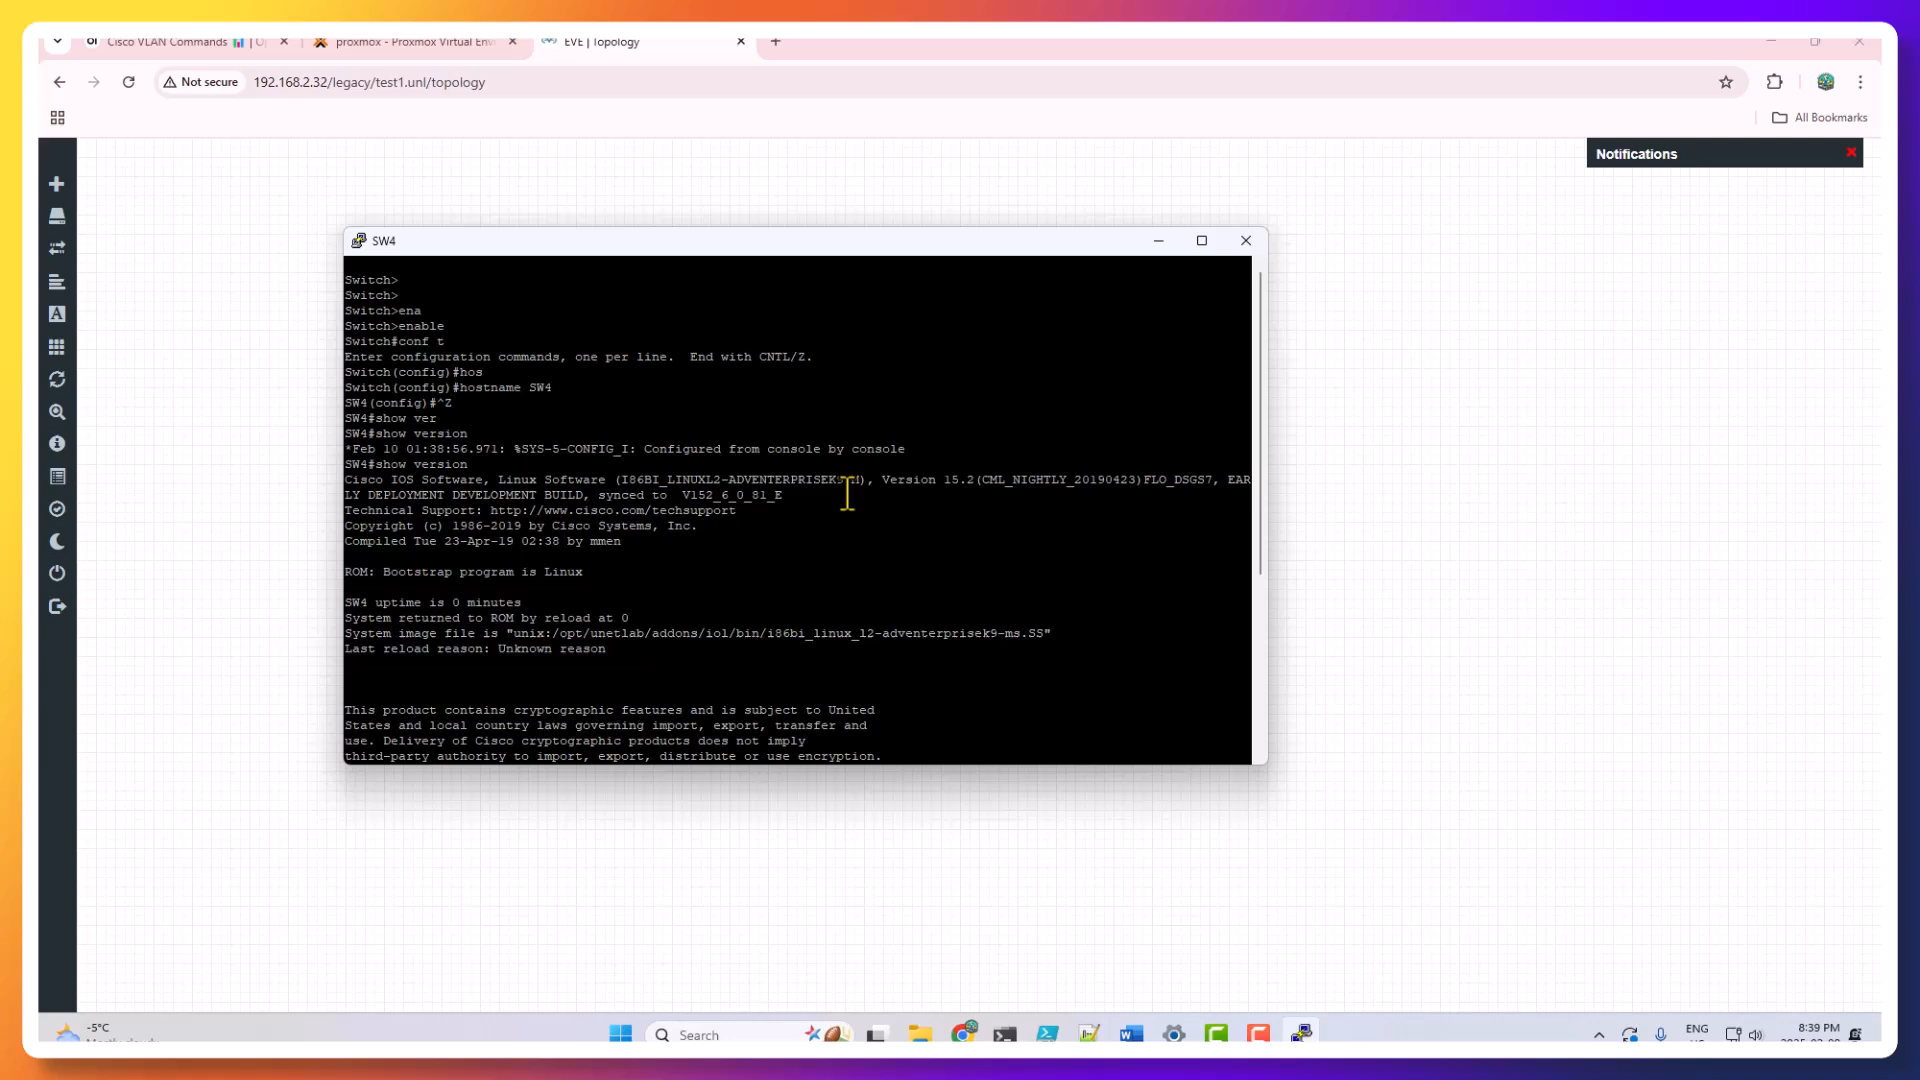 Cisco VLAN Commands
proxmox - Proxmox Virtual Env
EVE | Topology
Not secure
192.168.2.32/legacy/test1.unl/topology
All Bookmarks
Notifications
SW4
Switch>
Switch>
Switch>ena
Switch>enable
Switch#conf t
Enter configuration commands, one per line.  End with CNTL/Z.
Switch(config)#hos
Switch(config)#hostname SW4
SW4(config)#^Z
SW4#show ver
SW4#show version
*Feb 10 01:38:56.971: %SYS-5-CONFIG_I: Configured from console by console
SW4#show version
Cisco IOS Software, Linux Software (I86BI_LINUXL2-ADVENTERPRISEK9-M), Version 15.2(CML_NIGHTLY_20190423)FLO_DSGS7, EAR
LY DEPLOYMENT DEVELOPMENT BUILD, synced to  V152_6_0_81_E
Technical Support: http://www.cisco.com/techsupport
Copyright (c) 1986-2019 by Cisco Systems, Inc.
Compiled Tue 23-Apr-19 02:38 by mmen
ROM: Bootstrap program is Linux
SW4 uptime is 0 minutes
System returned to ROM by reload at 0
System image file is "unix:/opt/unetlab/addons/iol/bin/i86bi_linux_l2-adventerprisek9-ms.SS"
Last reload reason: Unknown reason
This product contains cryptographic features and is subject to United
States and local country laws governing import, export, transfer and
use. Delivery of Cisco cryptographic products does not imply
third-party authority to import, export, distribute or use encryption.
-5°C
Search
ENG
8:39 PM